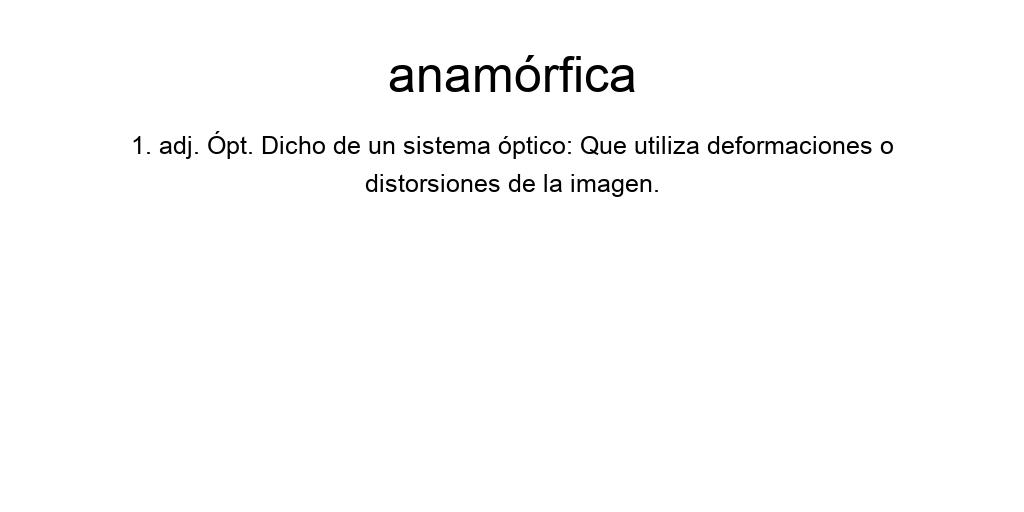 anamórfica
1. adj. Ópt. Dicho de un sistema óptico: Que utiliza deformaciones o
distorsiones de la imagen.